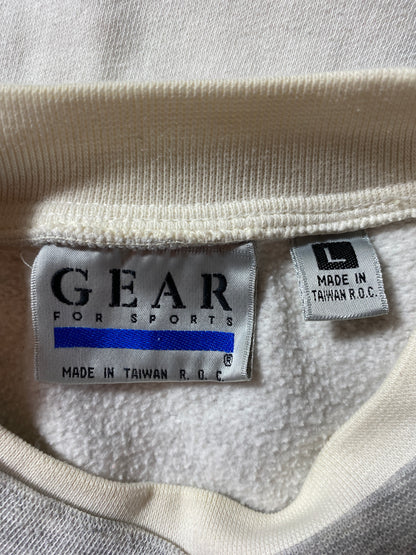 GEAR
FOR SPORTS
®
MADE IN TAIWAN R. O. C.
L
MADE IN
TAIWAN R.O.C.